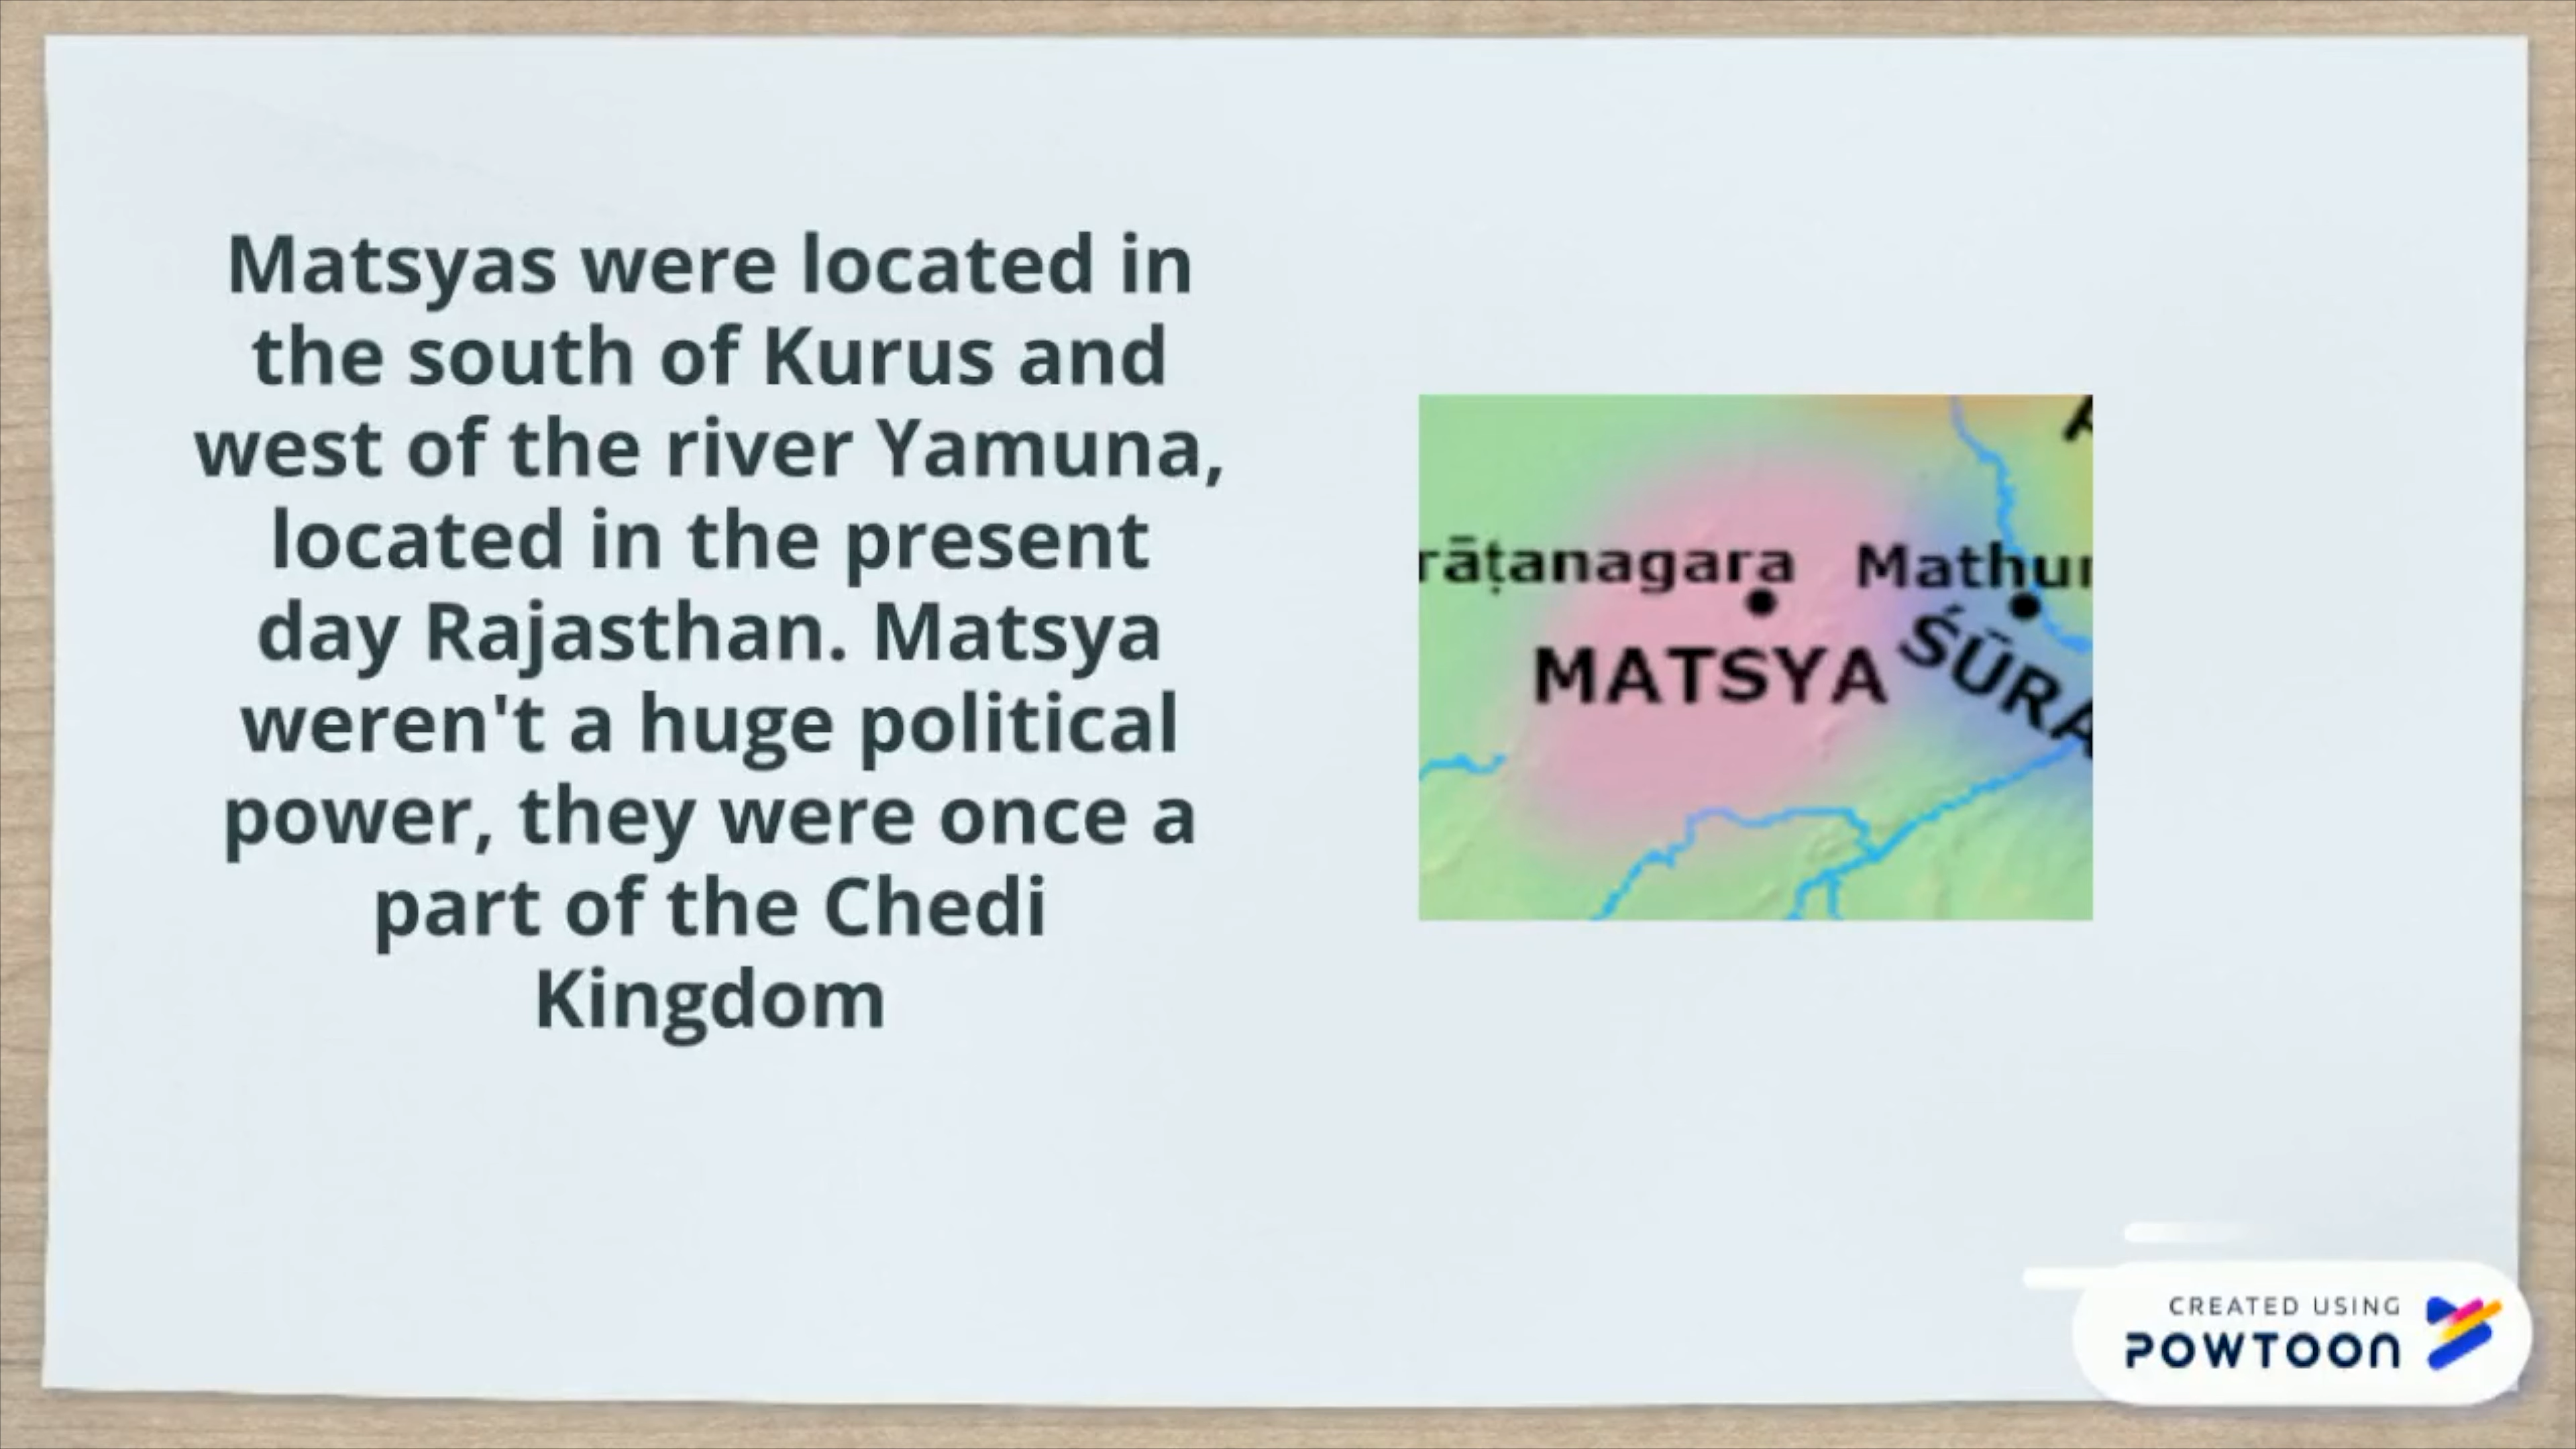 Matsyas were located in
the south of Kurus and
west of the river Yamuna,
located in the present
day Rajasthan. Matsya
weren't a huge political
power, they were once a
part of the Chedi
Kingdom
rāṭanagara
Mathur
MATSYA
ŚŪRA
CREATED USING
POWTOON